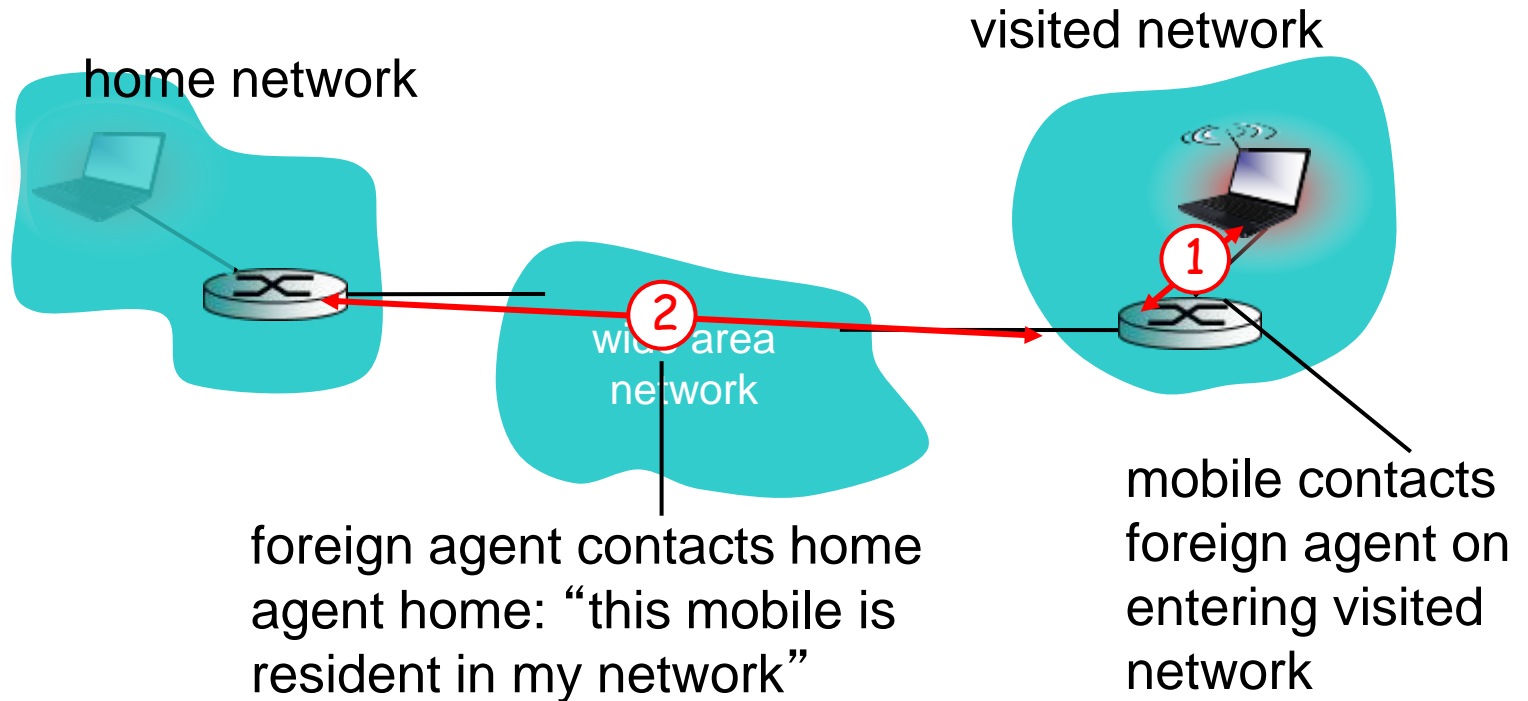 visited network
home network
1
2
wide area
network
mobile contacts
foreign agent on
entering visited
network
foreign agent contacts home
agent home: “this mobile is
resident in my network”